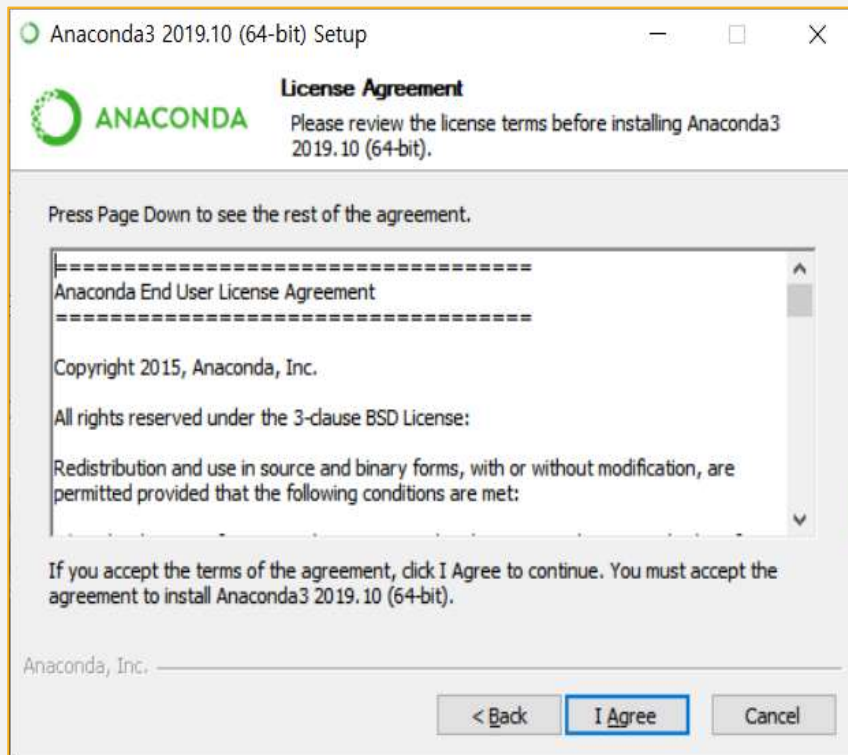 Anaconda3 2019.10 (64-bit) Setup
ANACONDA
License Agreement
Please review the license terms before installing Anaconda3
2019.10 (64-bit).
Press Page Down to see the rest of the agreement.
===================================
Anaconda End User License Agreement
===================================
Copyright 2015, Anaconda, Inc.
All rights reserved under the 3-clause BSD License:
Redistribution and use in source and binary forms, with or without modification, are
permitted provided that the following conditions are met:
If you accept the terms of the agreement, click I Agree to continue. You must accept the
agreement to install Anaconda3 2019.10 (64-bit).
Anaconda, Inc.
< Back
I Agree
Cancel